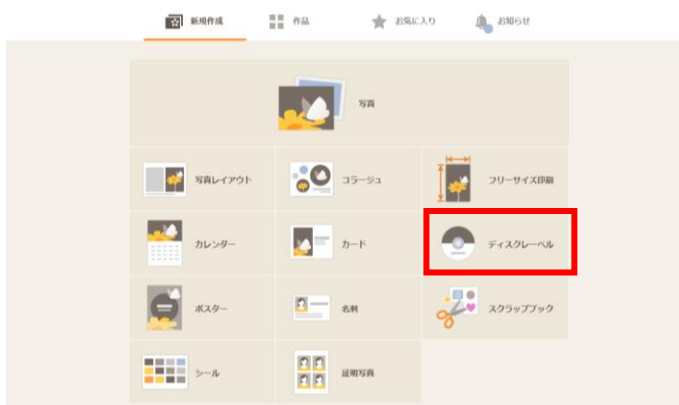 新規作成
作品
お気に入り
お知らせ
写真
写真レイアウト
コラージュ
フリーサイズ印刷
カレンダー
カード
ディスクレーベル
ポスター
名刺
スクラップブック
シール
証明写真